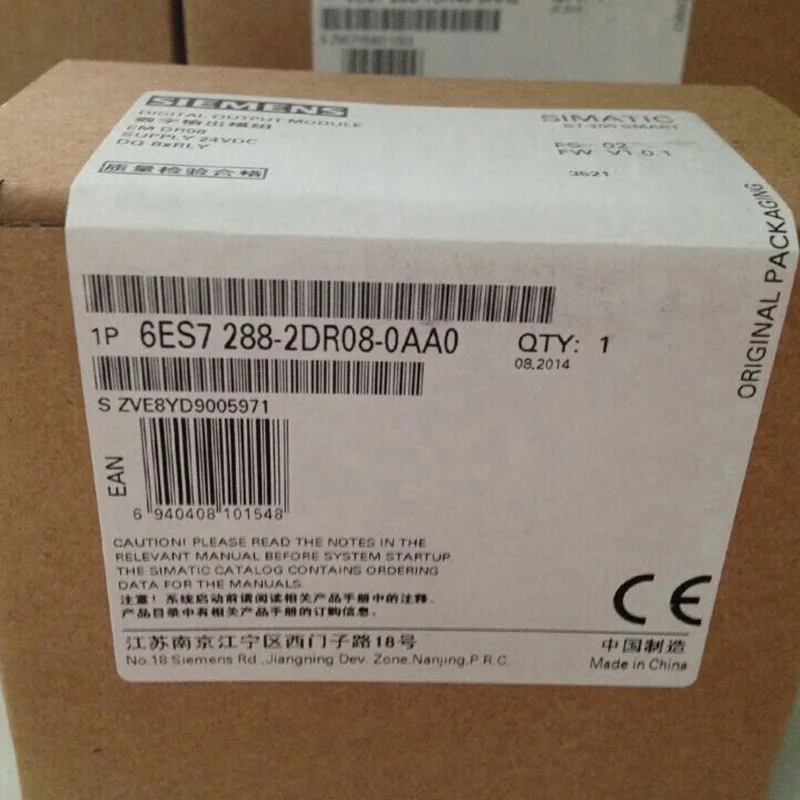 SIEMENS
DIGITAL OUTPUT MODULE
数字输出模组
EM DR08
SUPPLY 24VDC
DQ 8xRLY
质量检验合格
SIMATIC
S7-200 SMART
FS: 02
FW: V1.0.1
3621
ORIGINAL PACKAGING
1P 6ES7 288-2DR08-0AA0 QTY: 1
08.2014
S ZVE8YD9005971
EAN
6 940408 101548
CAUTION! PLEASE READ THE NOTES IN THE
RELEVANT MANUAL BEFORE SYSTEM STARTUP
THE SIMATIC CATALOG CONTAINS ORDERING
DATA FOR THE MANUALS.
注意！系统启动前请阅读相关产品手册中的注释.
产品目录中有相关产品手册的订购信息.
CE
江苏南京江宁区西门子路18号 中国制造
No.18 Siemens Rd.,Jiangning Dev. Zone,Nanjing,P.R.C. Made in China